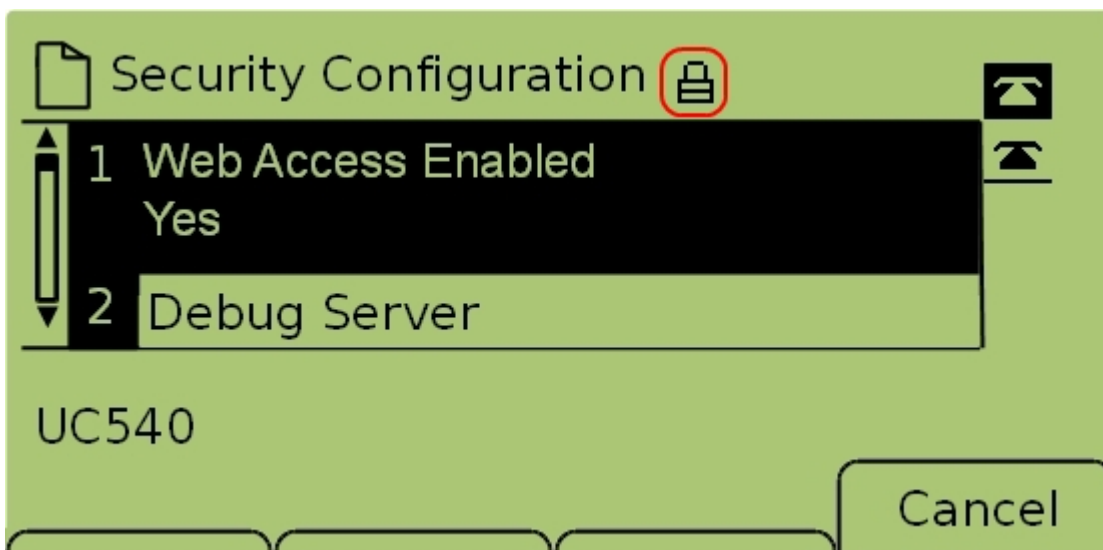 Security Configuration
1 Web Access Enabled
Yes
2 Debug Server
UC540
Cancel